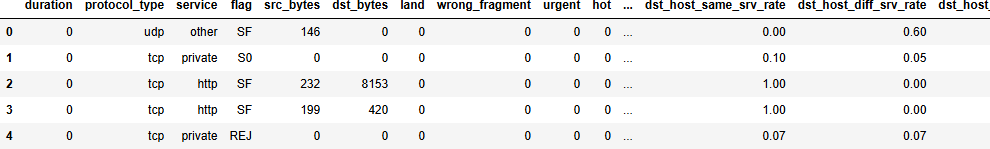 duration protocol_type service flag src_bytes dst_bytes land wrong_fragment urgent hot ... dst_host_same_srv_rate dst_host_diff_srv_rate dst_host_
0 0 udp other SF 146 0 0 0 0 0 ... 0.00 0.60
1 0 tcp private S0 0 0 0 0 0 0 ... 0.10 0.05
2 0 tcp http SF 232 8153 0 0 0 0 ... 1.00 0.00
3 0 tcp http SF 199 420 0 0 0 0 ... 1.00 0.00
4 0 tcp private REJ 0 0 0 0 0 0 ... 0.07 0.07